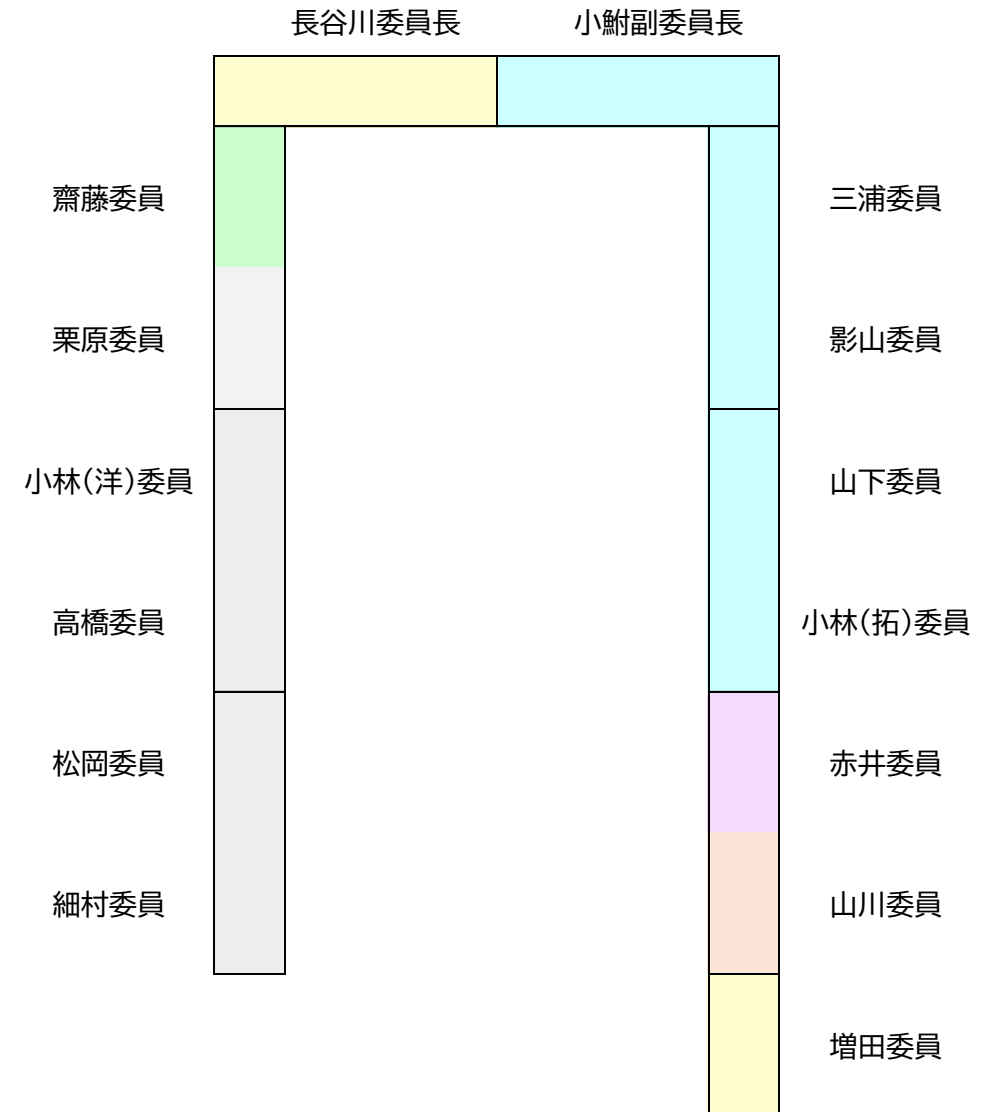 長谷川委員長 小鮒副委員長
齋藤委員 三浦委員
栗原委員 影山委員
小林(洋)委員 山下委員
高橋委員 小林(拓)委員
松岡委員 赤井委員
細村委員 山川委員
増田委員